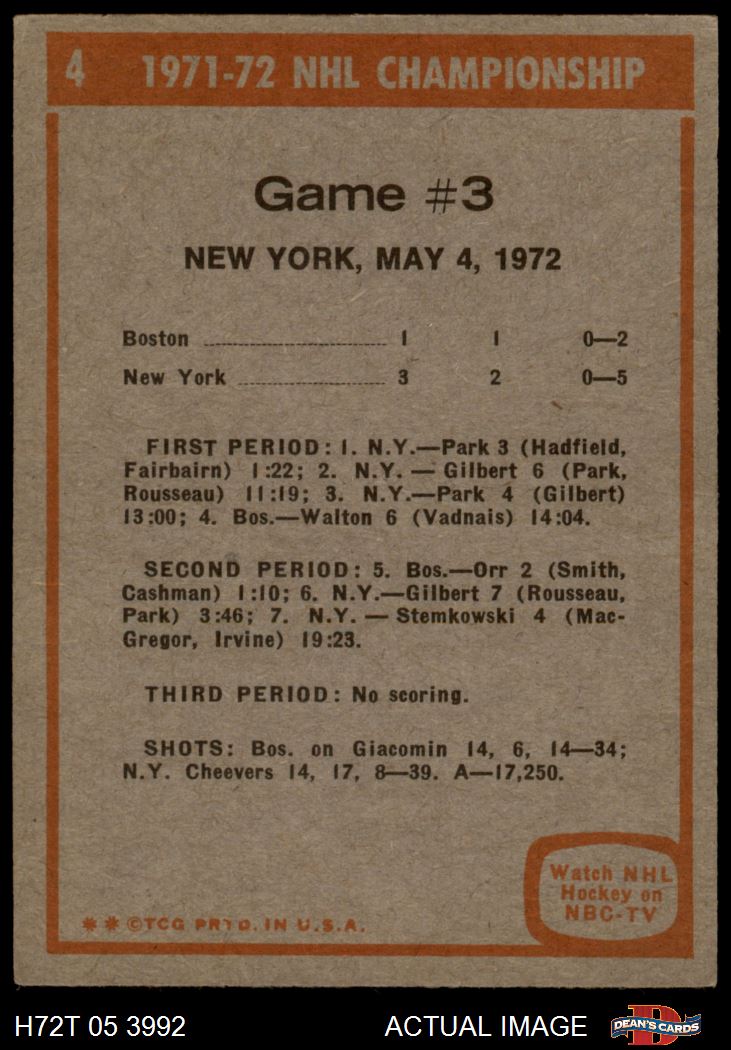 4 1971-72 NHL CHAMPIONSHIP
Game #3
NEW YORK, MAY 4, 1972
Boston ........................... 1 1 0—2
New York ...................... 3 2 0—5
FIRST PERIOD: 1. N.Y.—Park 3 (Hadfield,
Fairbairn) 1:22; 2. N.Y. — Gilbert 6 (Park,
Rousseau) 11:19; 3. N.Y.—Park 4 (Gilbert)
13:00; 4. Bos.—Walton 6 (Vadnais) 14:04.
SECOND PERIOD: 5. Bos.—Orr 2 (Smith,
Cashman) 1:10; 6. N.Y.—Gilbert 7 (Rousseau,
Park) 3:46; 7. N.Y. — Stemkowski 4 (Mac-
Gregor, Irvine) 19:23.
THIRD PERIOD: No scoring.
SHOTS: Bos. on Giacomin 14, 6, 14—34;
N.Y. Cheevers 14, 17, 8—39. A—17,250.
Watch NHL
Hockey on
NBC-TV
** ©TCG PRTD. IN U.S.A.
H72T 05 3992 ACTUAL IMAGE DEAN'S CARDS